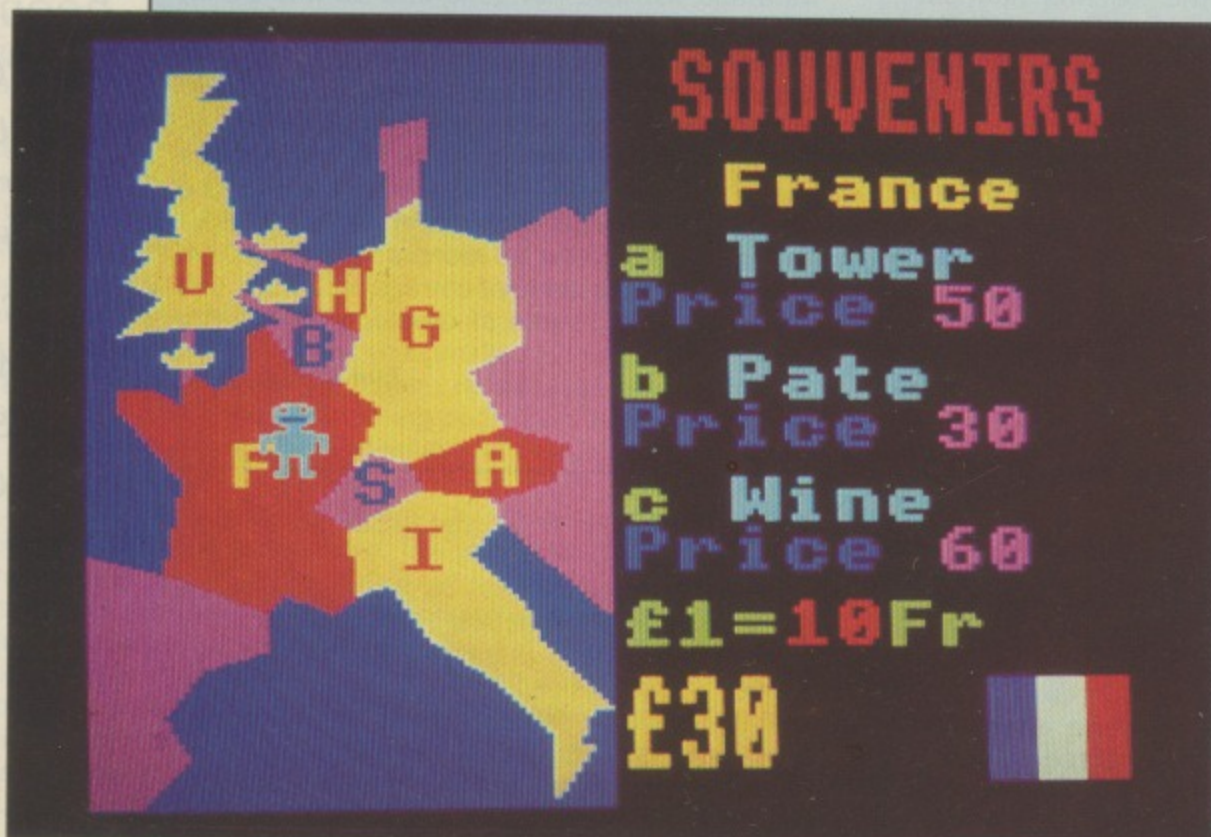 SOUVENIRS
France
a Tower
Price 50
b Pate
Price 30
c Wine
Price 60
£1=10Fr
£30
U
H
G
B
F
S
A
I